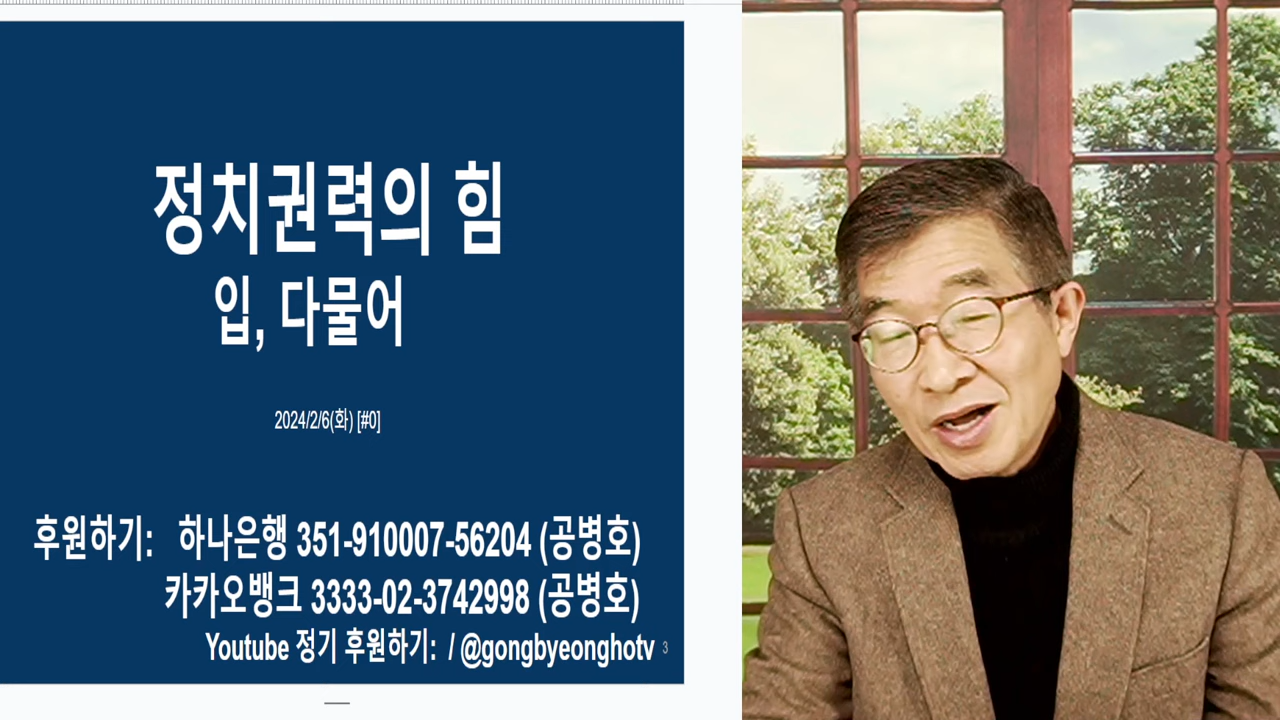 정치권력의 힘
입, 다물어
2024/2/6(화) [#0]
후원하기: 하나은행 351-910007-56204 (공병호)
카카오뱅크 3333-02-3742998 (공병호)
Youtube 정기 후원하기: / @gongbyeonghotv 3